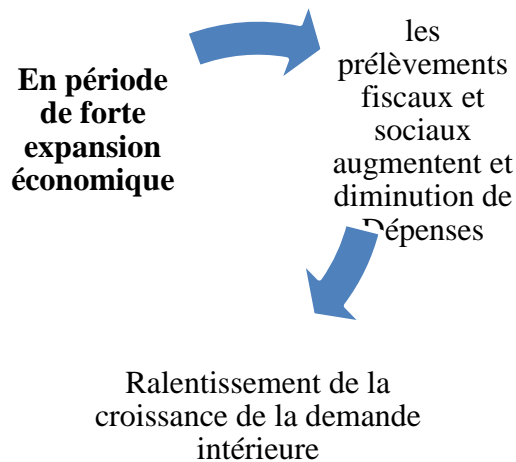 En période
de forte
expansion
économique
les
prélèvements
fiscaux et
sociaux
augmentent et
diminution de
Dépenses
Ralentissement de la
croissance de la demande
intérieure